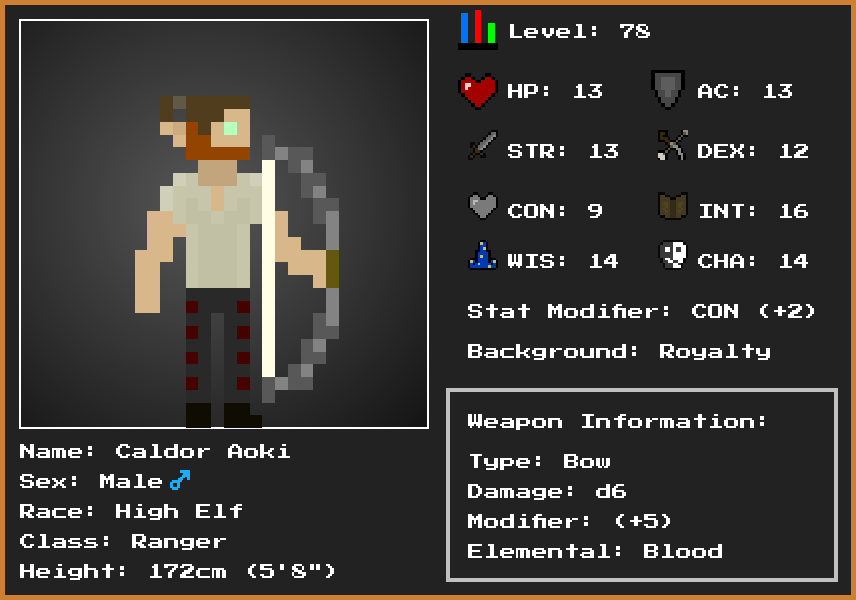 Level: 78
HP: 13
AC: 13
STR: 13
DEX: 12
CON: 9
INT: 16
WIS: 14
CHA: 14
Stat Modifier: CON (+2)
Background: Royalty
Weapon Information:
Type: Bow
Damage: d6
Modifier: (+5)
Elemental: Blood
Name: Caldor Aoki
Sex: Male♂
Race: High Elf
Class: Ranger
Height: 172cm (5'8")